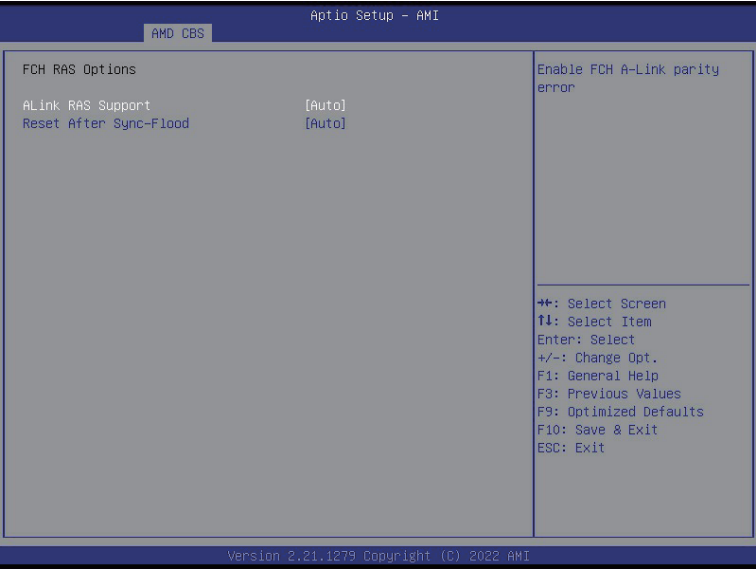 Aptio Setup – AMI
AMD CBS
FCH RAS Options
ALink RAS Support [Auto]
Reset After Sync-Flood [Auto]
Enable FCH A-Link parity
error
→←: Select Screen
↑↓: Select Item
Enter: Select
+/-: Change Opt.
F1: General Help
F3: Previous Values
F9: Optimized Defaults
F10: Save & Exit
ESC: Exit
Version 2.21.1279 Copyright (C) 2022 AMI